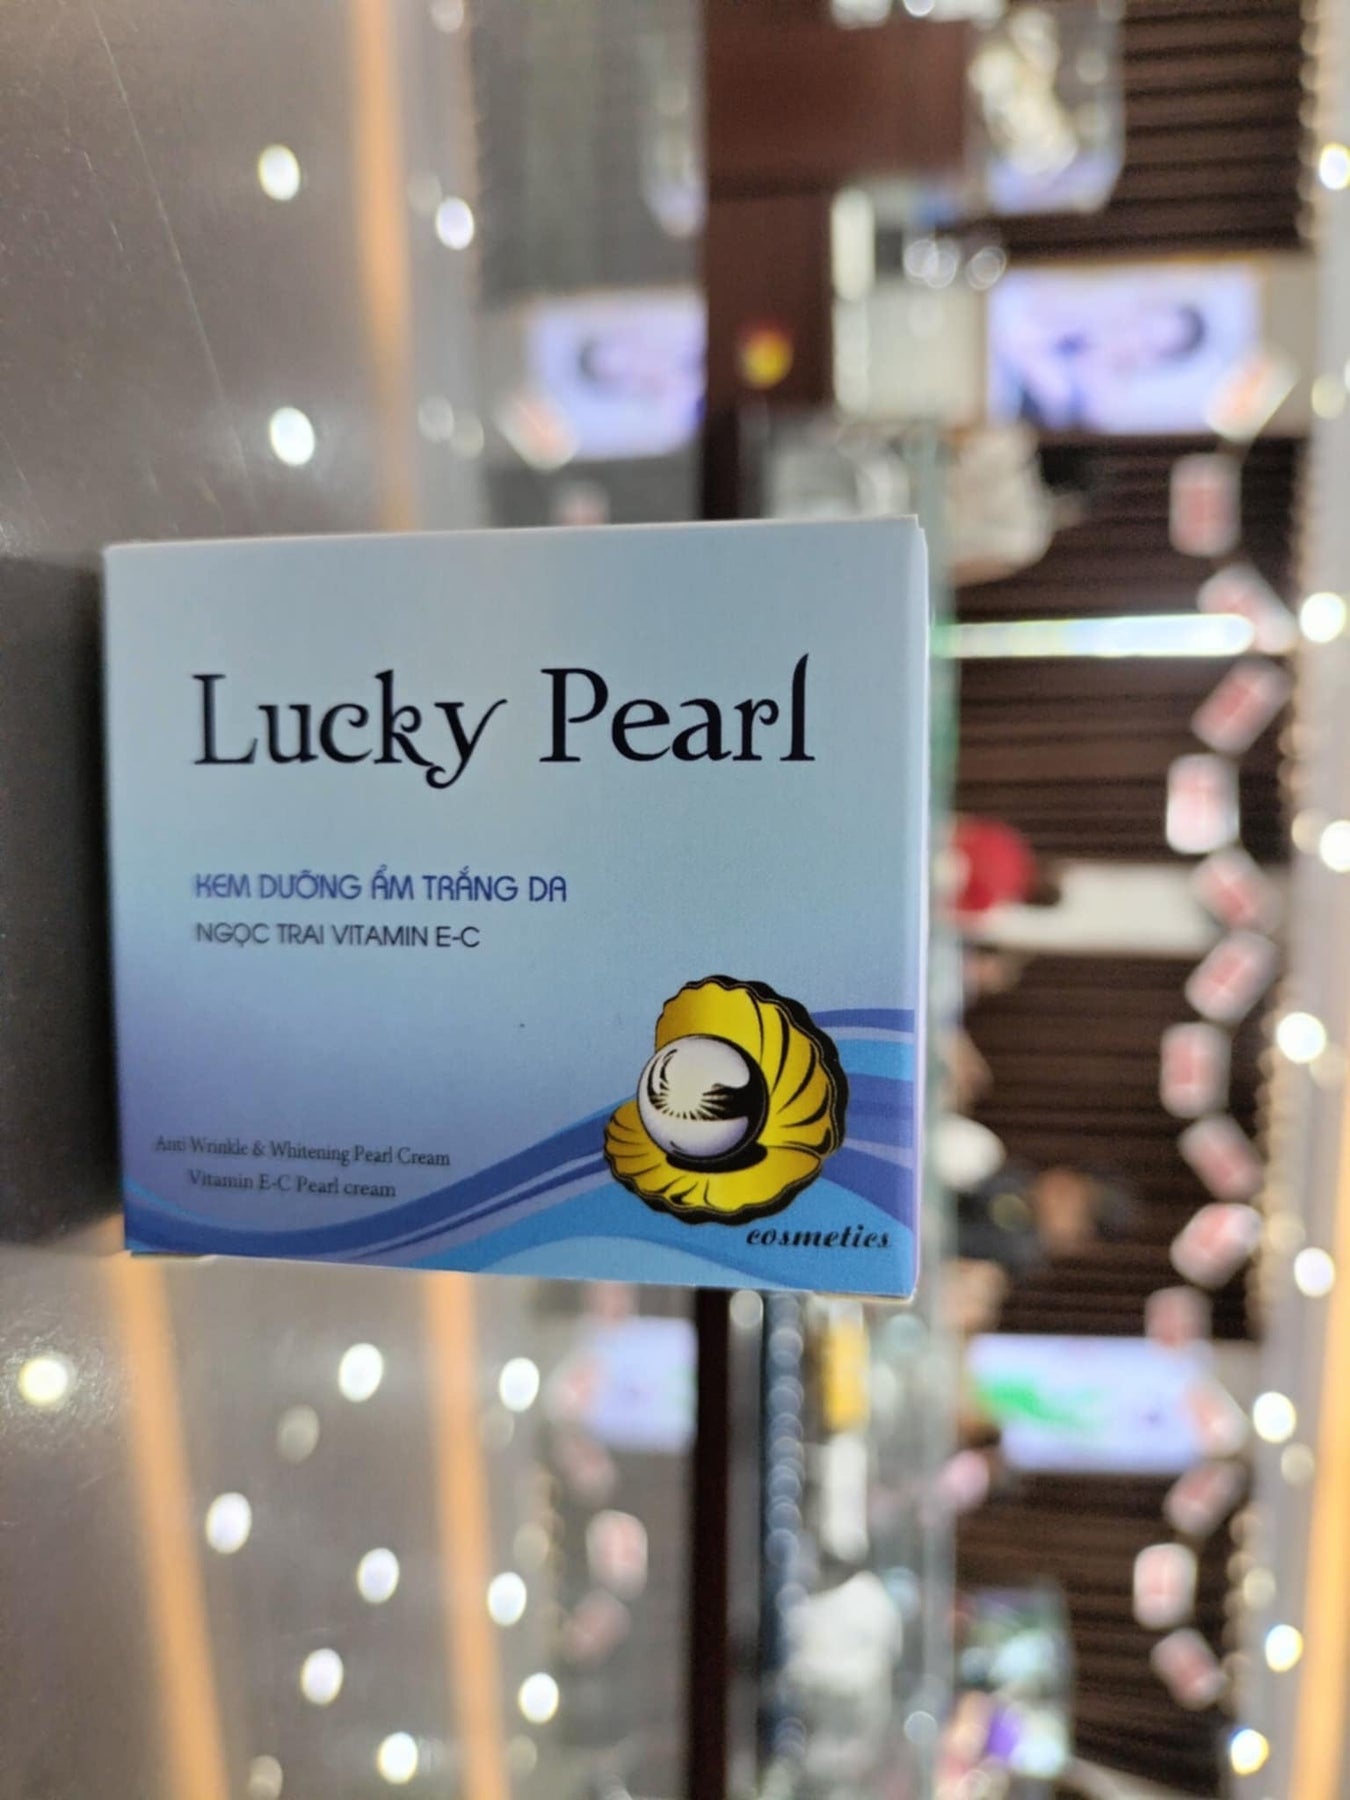 Lucky Pearl
KEM DƯỠNG ẨM TRẮNG DA
NGỌC TRAI VITAMIN E-C
Anti Wrinkle & Whitening Pearl Cream
Vitamin E-C Pearl cream
cosmetics